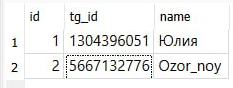 id tg_id name
1 1 1304396051 Юлия
2 2 5667132776 Ozor_noy